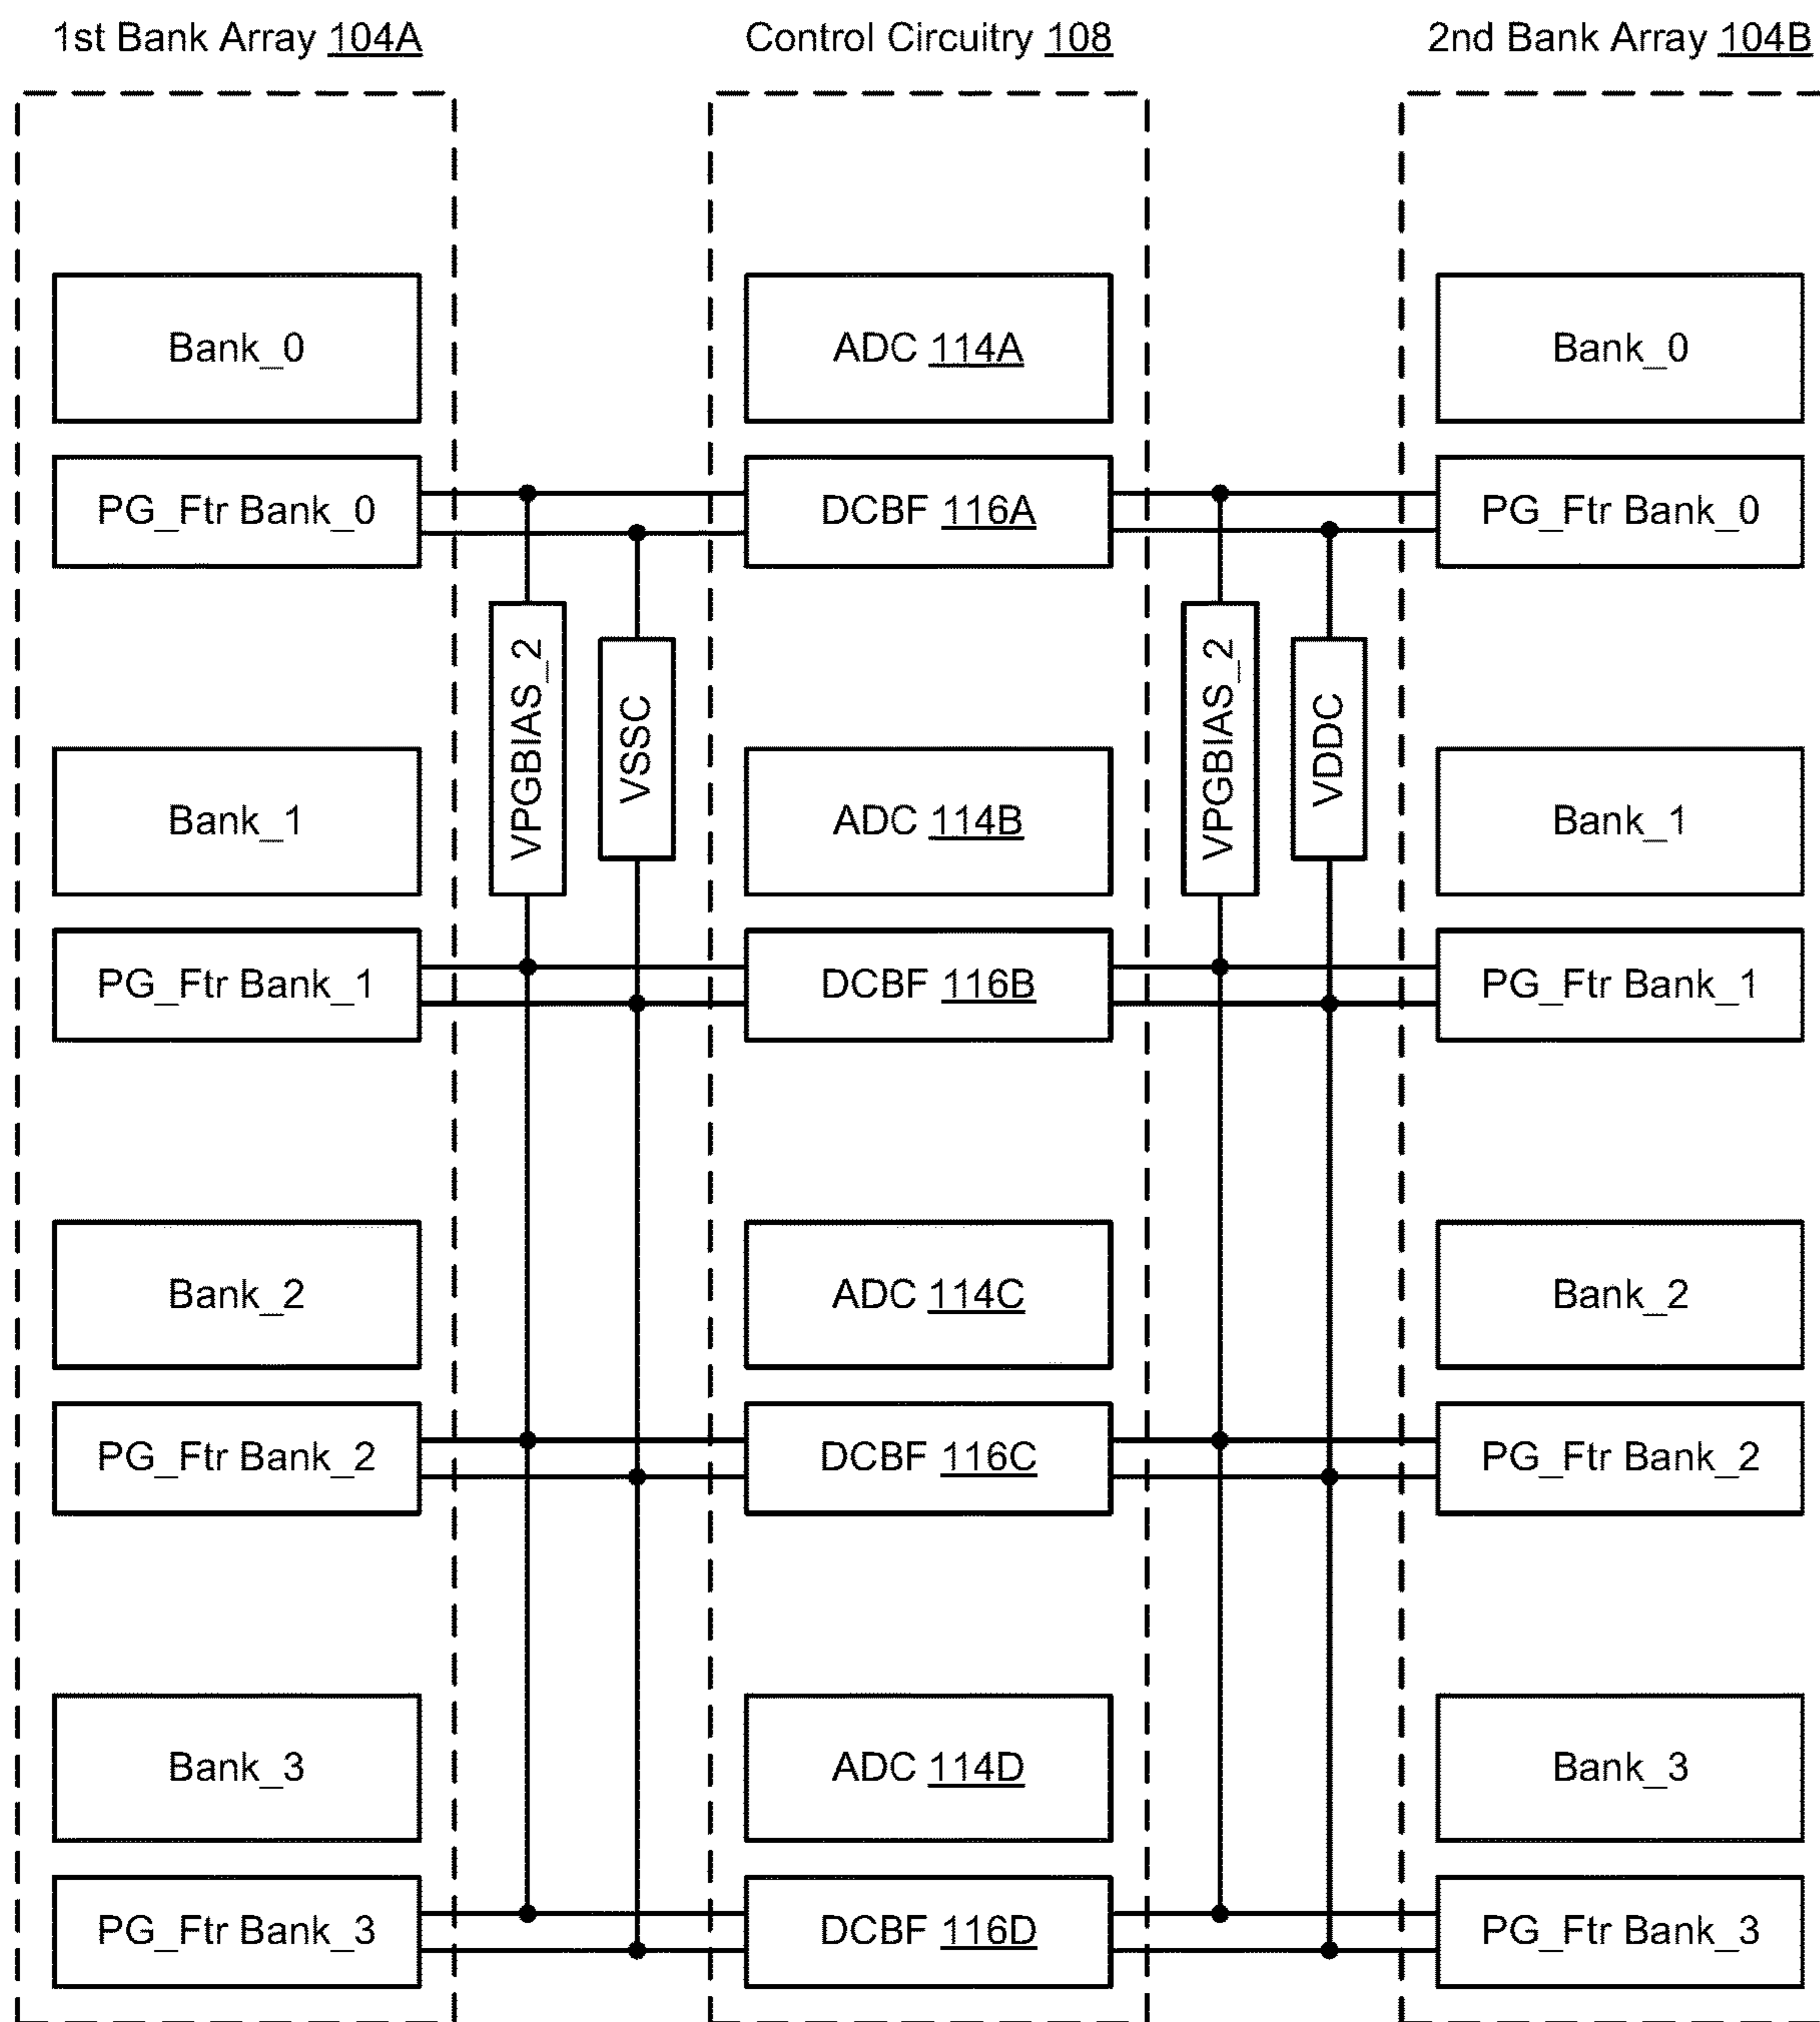 1st Bank Array 104A
Control Circuitry 108
2nd Bank Array 104B
Bank_0
ADC 114A
Bank_0
PG_Ftr Bank_0
DCBF 116A
PG_Ftr Bank_0
VPGBIAS_2
VSSC
VPGBIAS_2
VDDC
Bank_1
ADC 114B
Bank_1
PG_Ftr Bank_1
DCBF 116B
PG_Ftr Bank_1
Bank_2
ADC 114C
Bank_2
PG_Ftr Bank_2
DCBF 116C
PG_Ftr Bank_2
Bank_3
ADC 114D
Bank_3
PG_Ftr Bank_3
DCBF 116D
PG_Ftr Bank_3